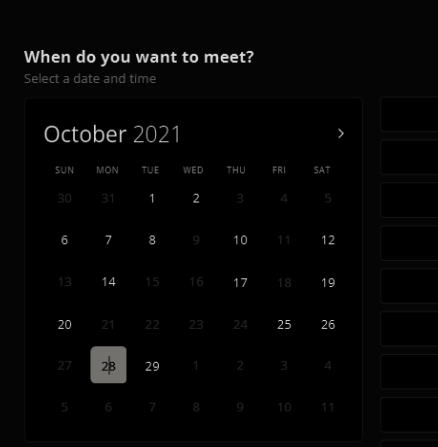 When do you want to meet?
Select a date and time
October 2021
SUN MON TUE WED THU FRI SAT
30 31 1 2 3 4 5
6 7 8 9 10 11 12
13 14 15 16 17 18 19
20 21 22 23 24 25 26
27 28 29 1 2 3 4
5 6 7 8 9 10 11